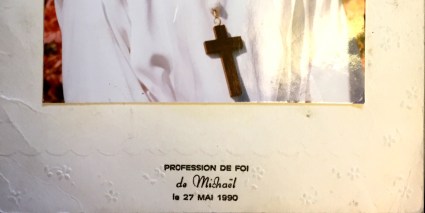 PROFESSION DE FOI
de Michaël
le 27 MAI 1990